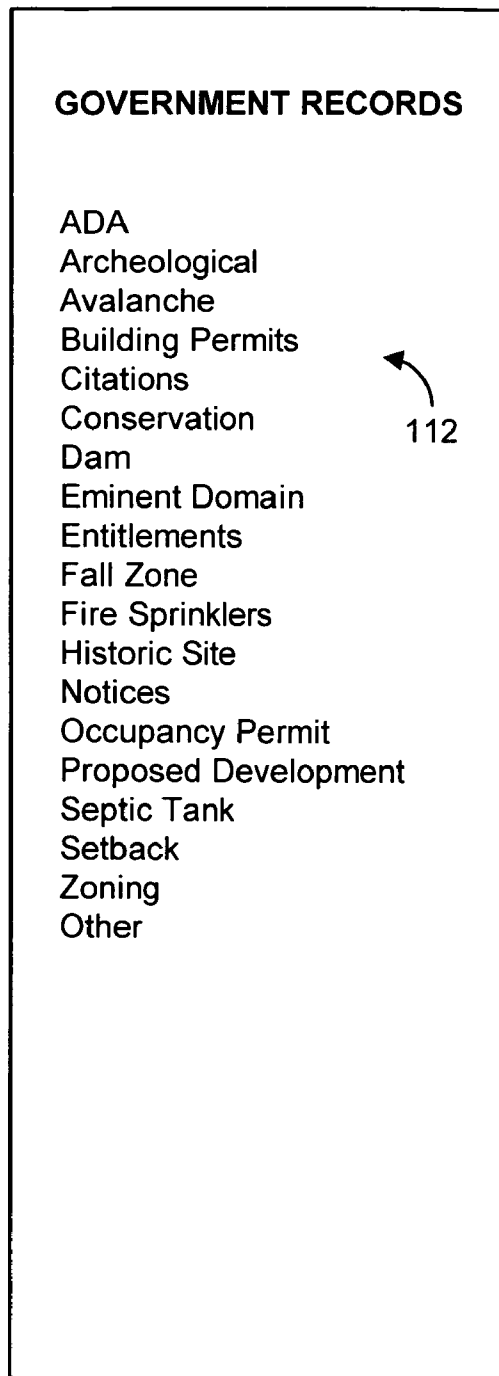 GOVERNMENT RECORDS
ADA
Archeological
Avalanche
Building Permits
Citations
Conservation
112
Dam
Eminent Domain
Entitlements
Fall Zone
Fire Sprinklers
Historic Site
Notices
Occupancy Permit
Proposed Development
Septic Tank
Setback
Zoning
Other